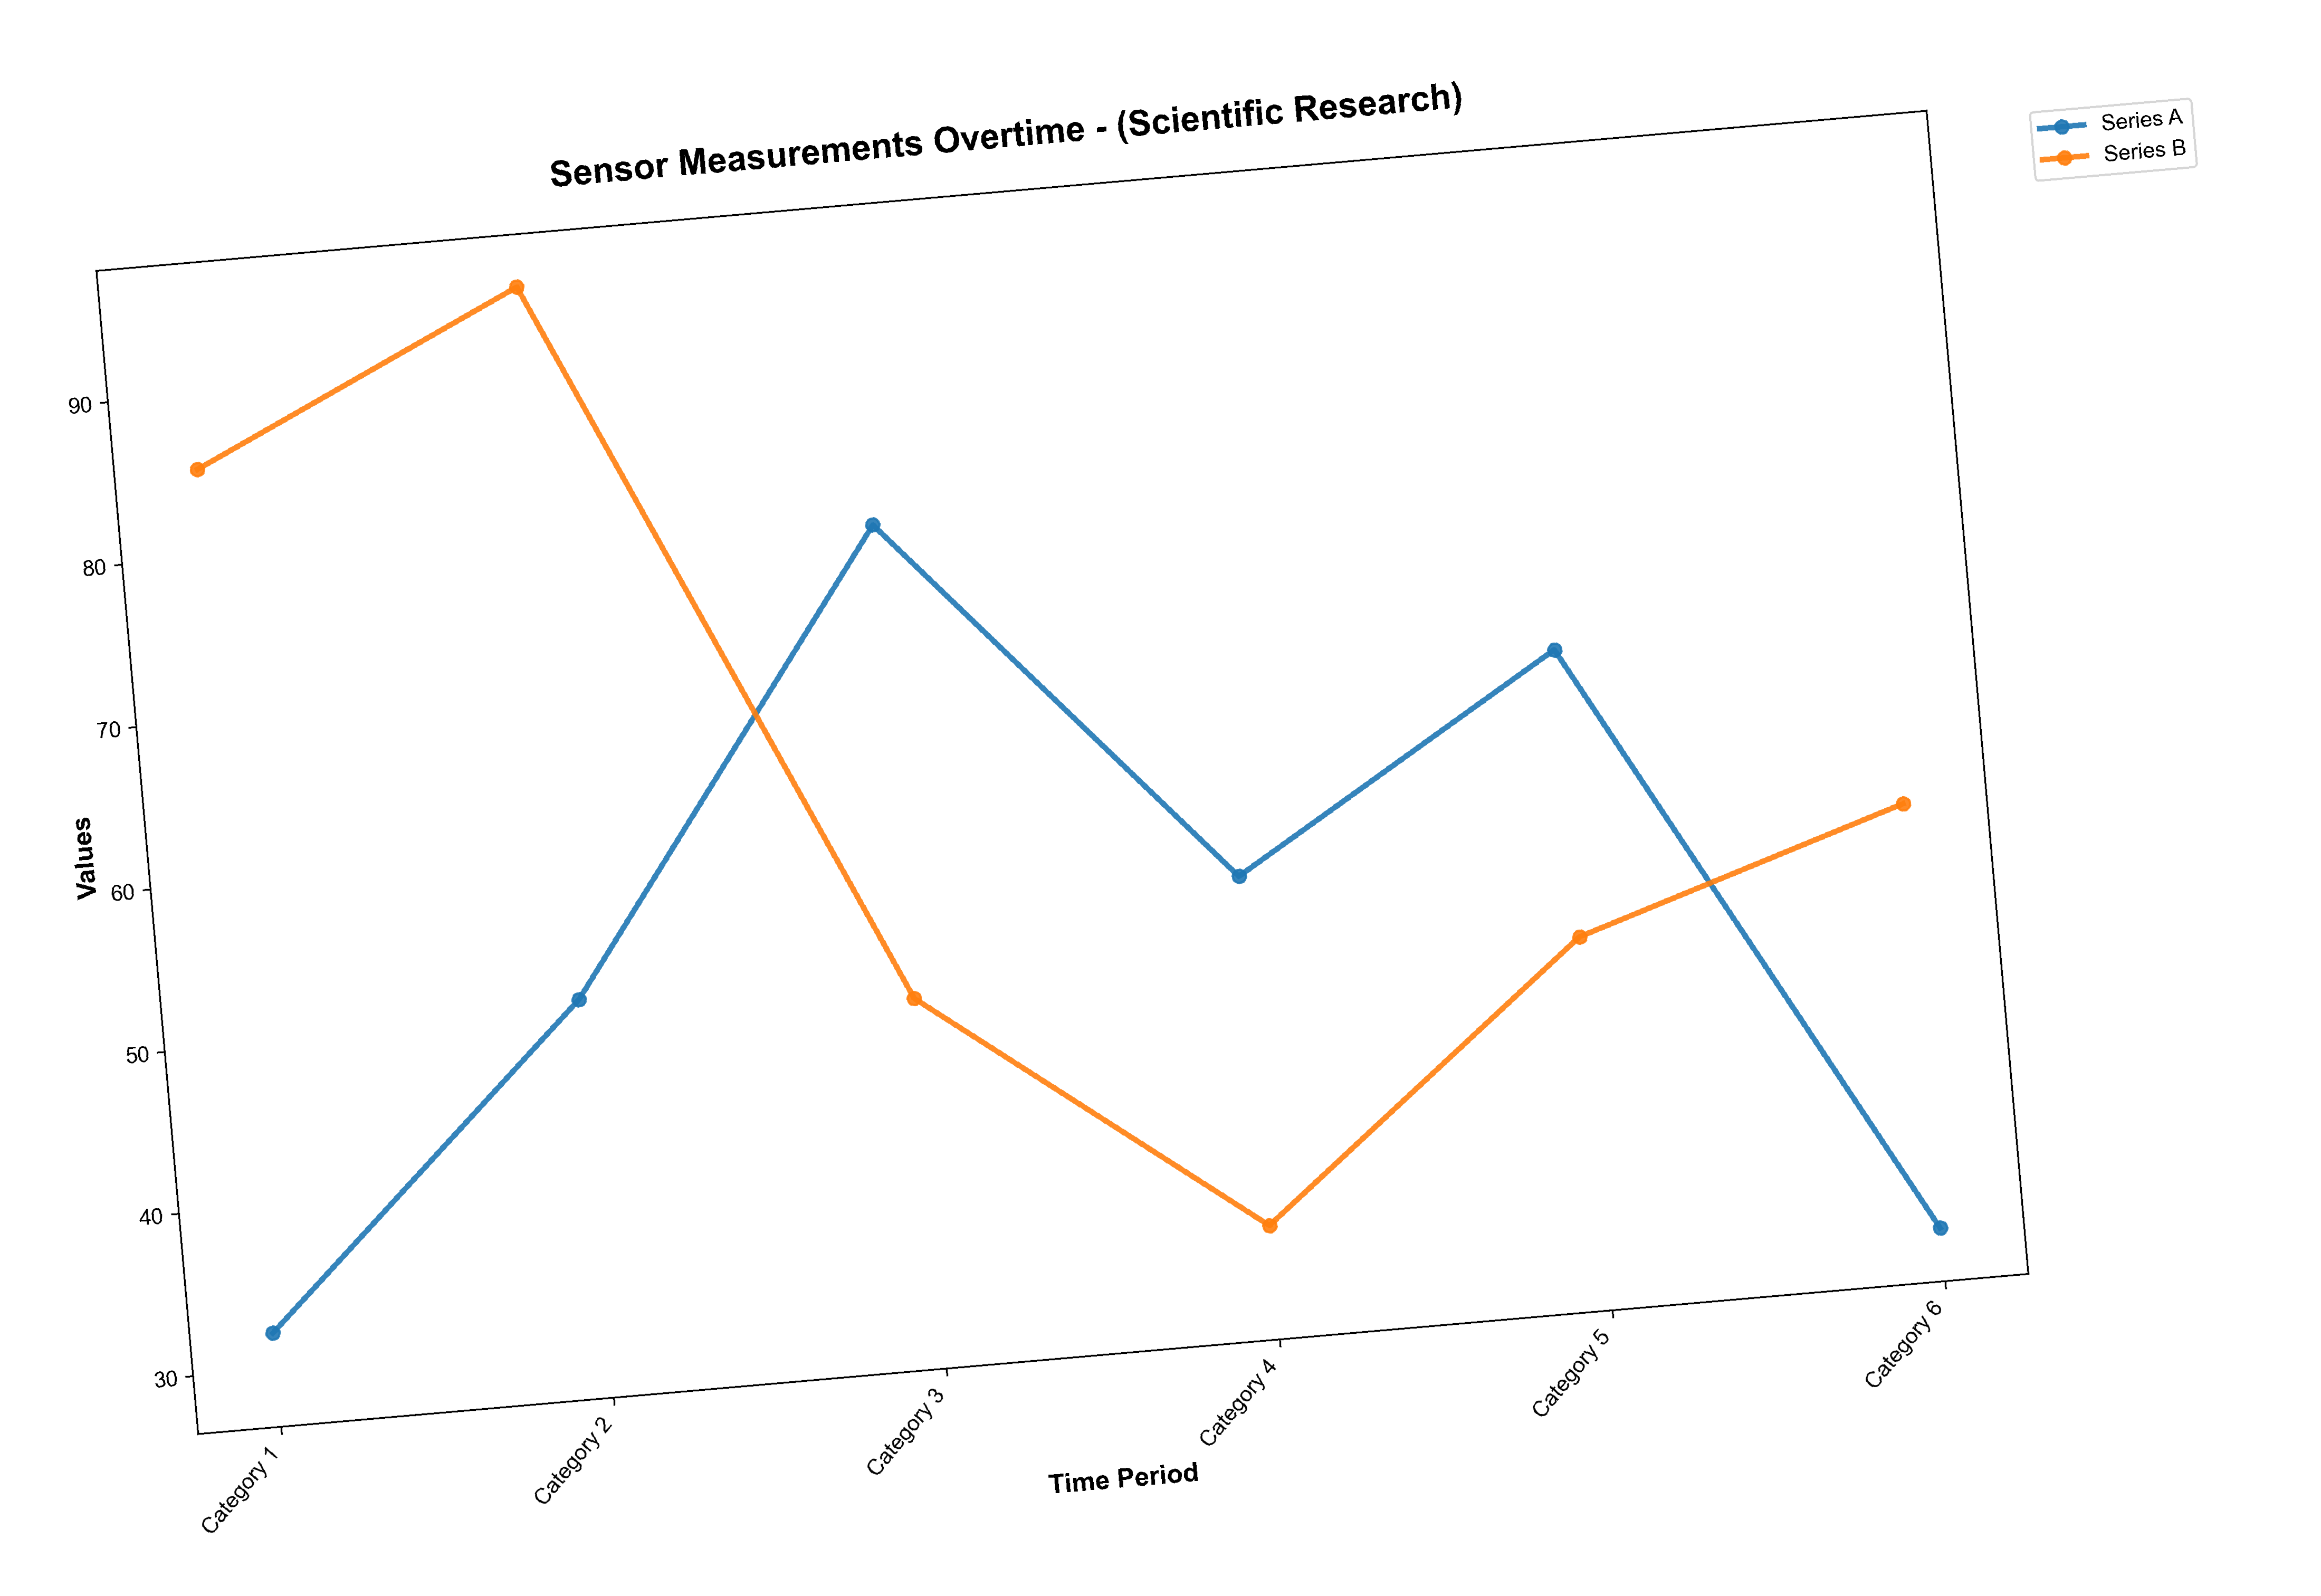 Sensor Measurements Overtime - (Scientific Research)
Series A
Series B
90
80
70
60
50
40
30
Values
Category 1
Category 2
Category 3
Category 4
Category 5
Category 6
Time Period